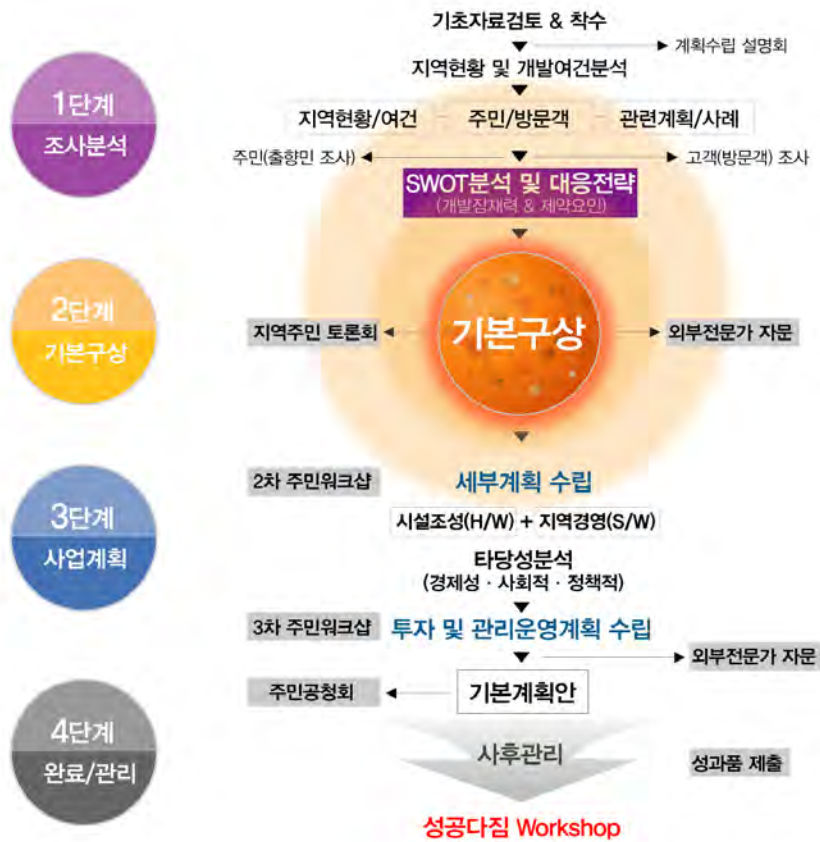 기초자료검토 & 착수
계획수립 설명회
지역현황 및 개발여건분석
1단계
조사분석
지역현황/여건
주민/방문객
관련계획/사례
주민(출향민 조사)
고객(방문객) 조사
SWOT분석 및 대응전략
(개발잠재력 & 제약요인)
2단계
기본구상
지역주민 토론회
기본구상
외부전문가 자문
2차 주민워크샵
세부계획 수립
3단계
사업계획
시설조성(H/W) + 지역경영(S/W)
타당성분석
(경제성 · 사회적 · 정책적)
3차 주민워크샵
투자 및 관리운영계획 수립
외부전문가 자문
주민공청회
기본계획안
4단계
완료/관리
사후관리
성과품 제출
성공다짐 Workshop